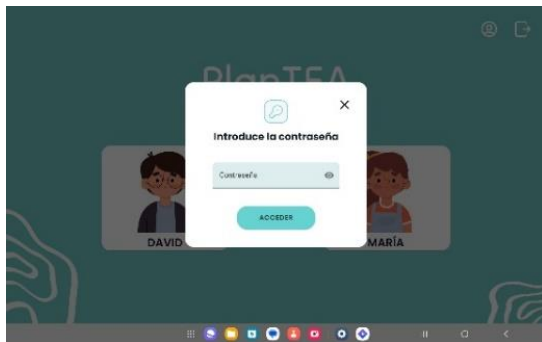 PlanTEA
Introduce la contraseña
Contraseña
ACCEDER
DAVID
MARÍA